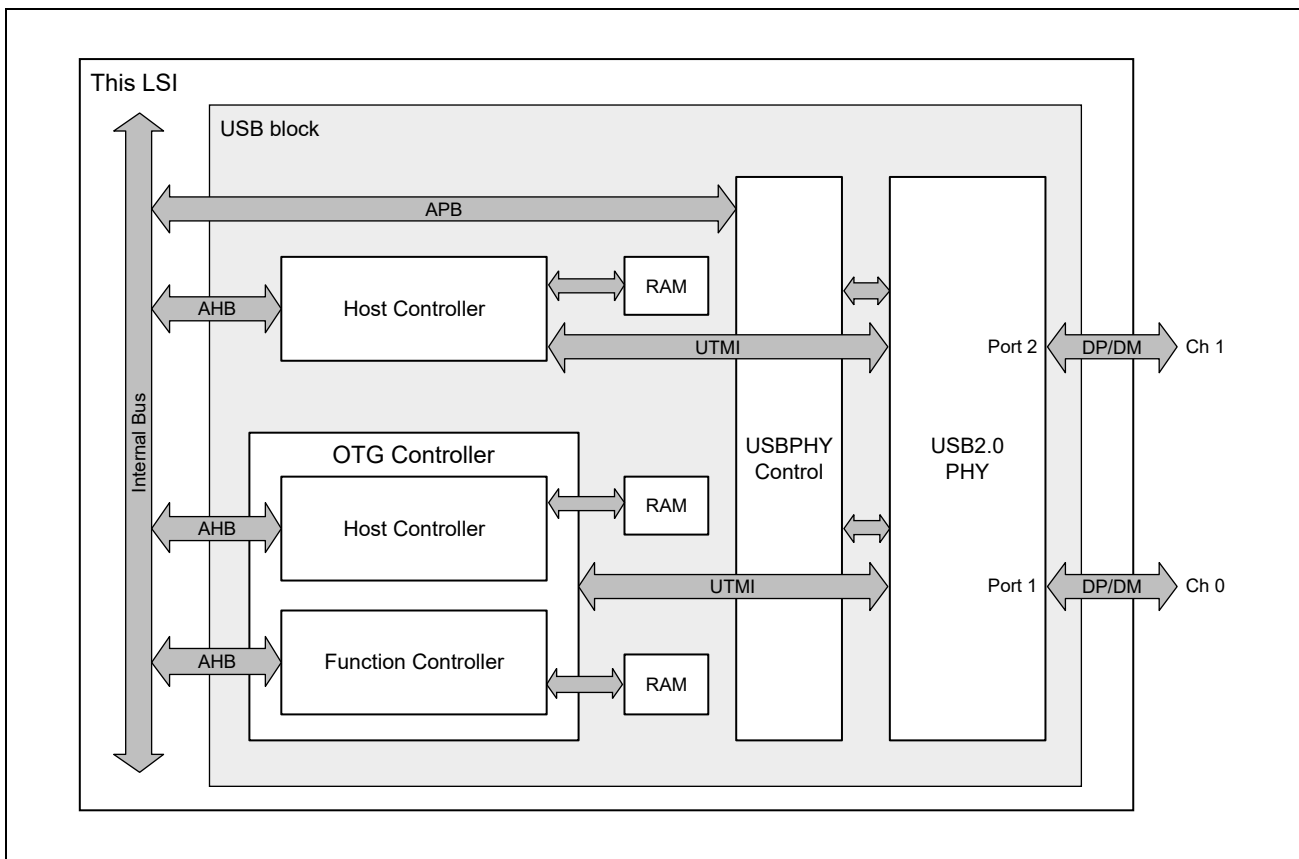 This LSI
USB block
APB
Internal Bus
AHB
Host Controller
RAM
UTMI
Port 2
DP/DM
Ch 1
OTG Controller
USBPHY
Control
USB2.0
PHY
AHB
Host Controller
RAM
UTMI
Port 1
DP/DM
Ch 0
AHB
Function Controller
RAM